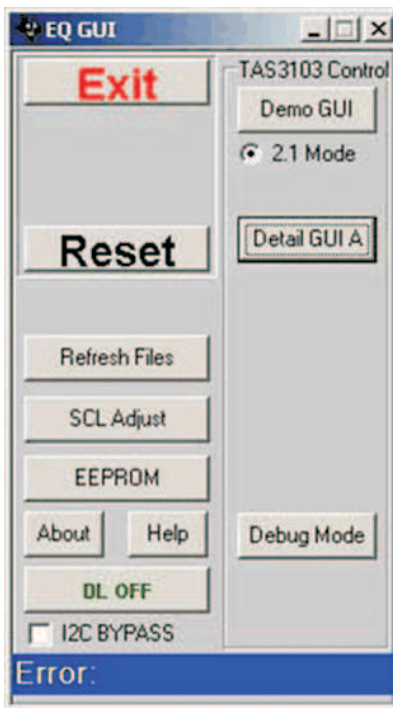 EQ GUI
Exit
Reset
Refresh Files
SCL Adjust
EEPROM
About
Help
DL OFF
I2C BYPASS
TAS3103 Control
Demo GUI
2.1 Mode
Detail GUI A
Debug Mode
Error: